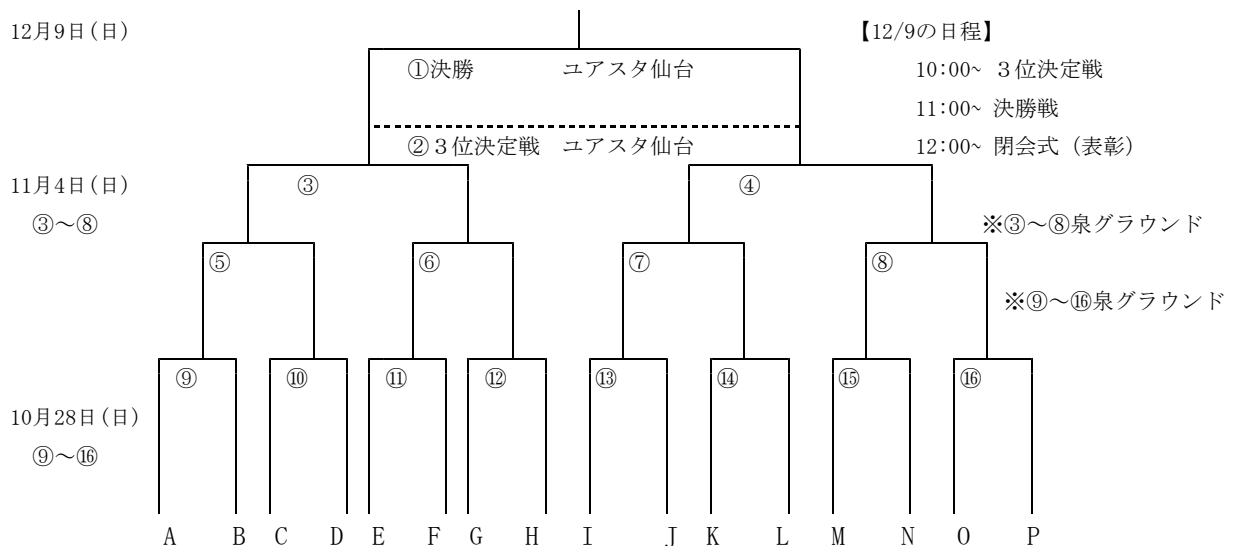 12月9日(日)
【12/9の日程】
①決勝 ユアスタ仙台
10:00~ 3位決定戦
11:00~ 決勝戦
②3位決定戦 ユアスタ仙台
12:00~ 閉会式(表彰)
11月4日(日)
③ ④
③～⑧
※③～⑧泉グラウンド
⑤ ⑥ ⑦ ⑧
※⑨～⑯泉グラウンド
⑨ ⑩ ⑪ ⑫ ⑬ ⑭ ⑮ ⑯
10月28日(日)
⑨～⑯
A B C D E F G H I J K L M N O P